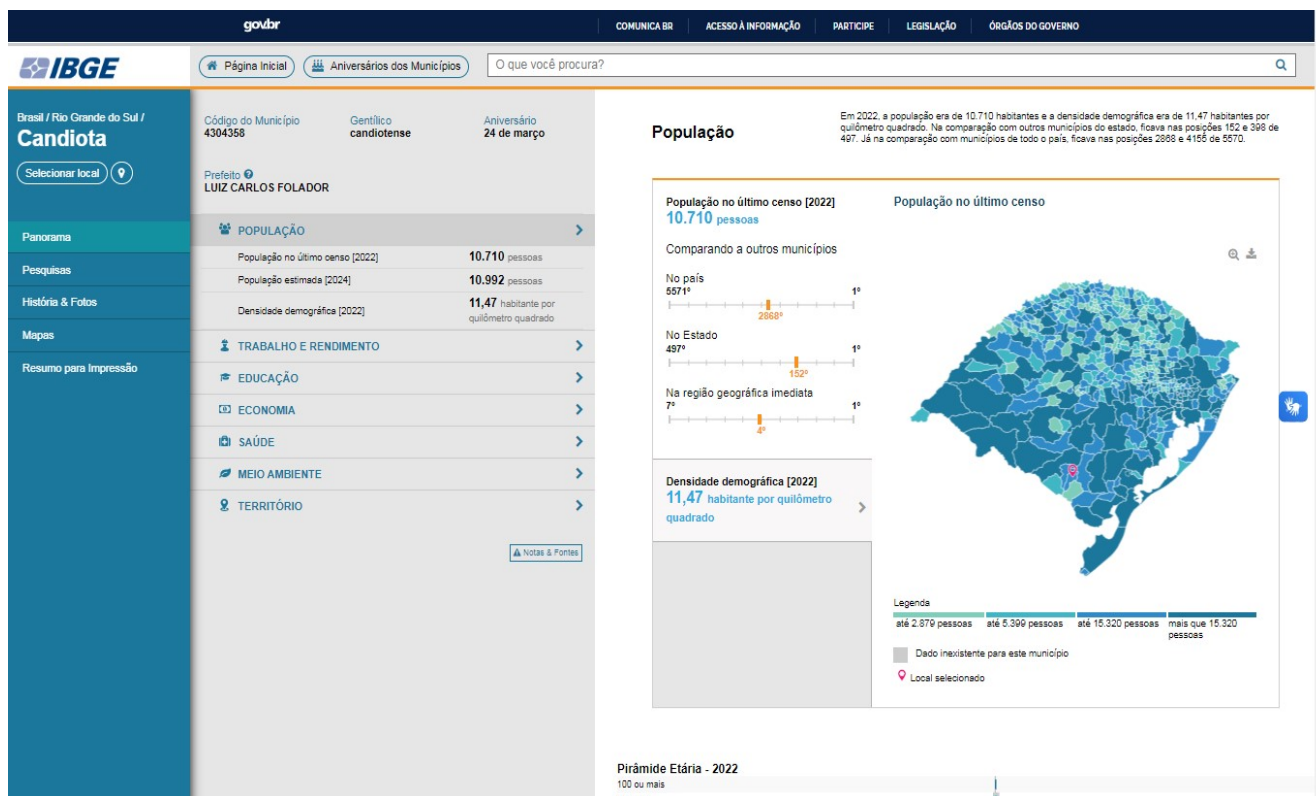 gov.br
COMUNICA BR
ACESSO À INFORMAÇÃO
PARTICIPE
LEGISLAÇÃO
ÓRGÃOS DO GOVERNO
IBGE
Página Inicial
Aniversários dos Municípios
O que você procura?
Brasil / Rio Grande do Sul /
Candiota
Selecionar local
Panorama
Pesquisas
História & Fotos
Mapas
Resumo para Impressão
Código do Município
4304358
Gentílico
candiotense
Aniversário
24 de março
Prefeito
LUIZ CARLOS FOLADOR
POPULAÇÃO
População no último censo [2022] 10.710 pessoas
População estimada [2024] 10.992 pessoas
Densidade demográfica [2022] 11,47 habitante por
quilômetro quadrado
TRABALHO E RENDIMENTO
EDUCAÇÃO
ECONOMIA
SAÚDE
MEIO AMBIENTE
TERRITÓRIO
Notas & Fontes
População
Em 2022, a população era de 10.710 habitantes e a densidade demográfica era de 11,47 habitantes por
quilômetro quadrado. Na comparação com outros municípios do estado, ficava nas posições 152 e 398 de
497. Já na comparação com municípios de todo o país, ficava nas posições 2868 e 4155 de 5570.
População no último censo [2022]
10.710 pessoas
Comparando a outros municípios
No país
5571º 1º
2868º
No Estado
497º 1º
152º
Na região geográfica imediata
7º 1º
4º
Densidade demográfica [2022]
11,47 habitante por quilômetro
quadrado
População no último censo
Legenda
até 2.879 pessoas
até 5.399 pessoas
até 15.320 pessoas
mais que 15.320
pessoas
Dado inexistente para este município
Local selecionado
Pirâmide Etária - 2022
100 ou mais